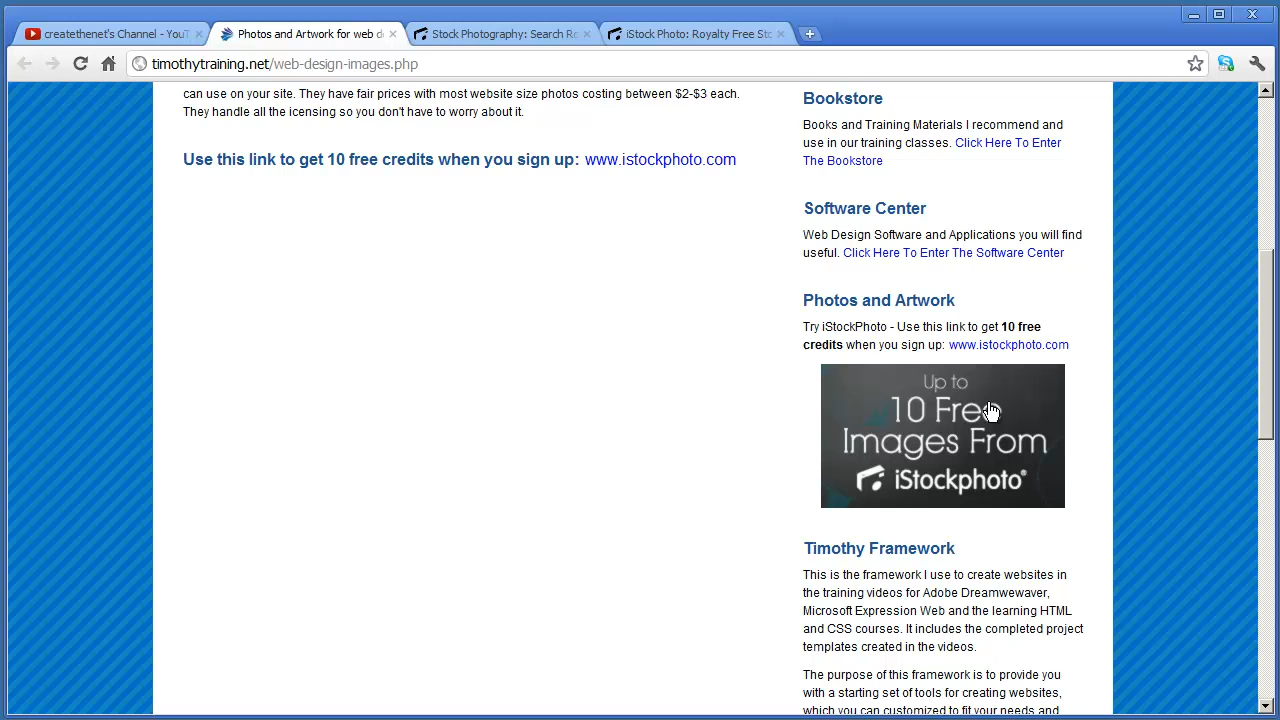 createthenet's Channel - YouT
Photos and Artwork for web d
Stock Photography: Search Ro
iStock Photo: Royalty Free Sto
timothytraining.net/web-design-images.php
can use on your site. They have fair prices with most website size photos costing between $2-$3 each.
They handle all the icensing so you don't have to worry about it.
Use this link to get 10 free credits when you sign up: www.istockphoto.com
Bookstore
Books and Training Materials I recommend and
use in our training classes. Click Here To Enter
The Bookstore
Software Center
Web Design Software and Applications you will find
useful. Click Here To Enter The Software Center
Photos and Artwork
Try iStockPhoto - Use this link to get 10 free
credits when you sign up: www.istockphoto.com
Up to
10 Free
Images From
iStockphoto®
Timothy Framework
This is the framework I use to create websites in
the training videos for Adobe Dreamwewaver,
Microsoft Expression Web and the learning HTML
and CSS courses. It includes the completed project
templates created in the videos.
The purpose of this framework is to provide you
with a starting set of tools for creating websites,
which you can customized to fit your needs and